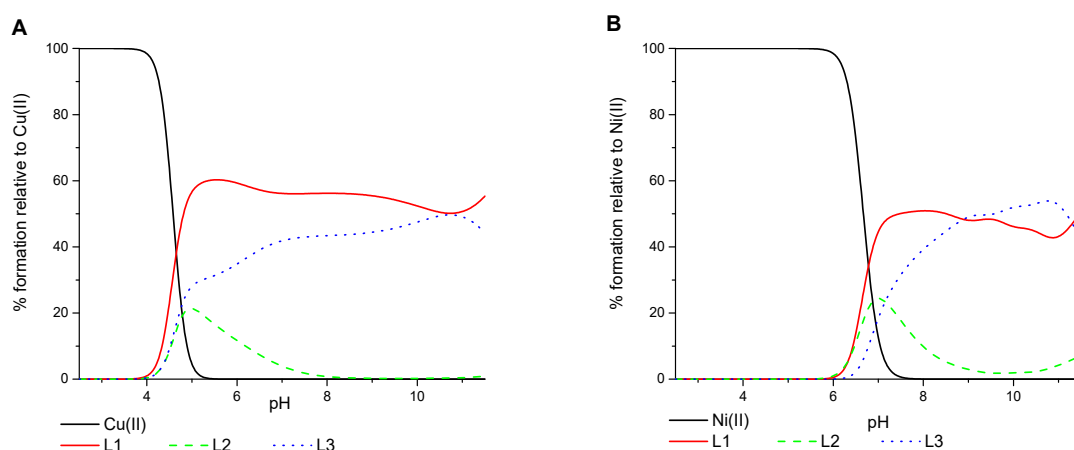 A
% formation relative to Cu(II)
100
80
60
40
20
0
4 6 8 10
pH
Cu(II)
L1 L2 L3
B
% formation relative to Ni(II)
100
80
60
40
20
0
4 6 8 10
pH
Ni(II)
L1 L2 L3